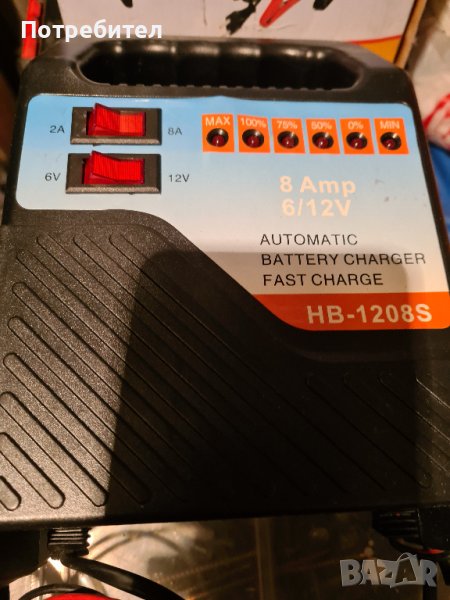 Потребител
2A 8A
MAX 100% 75% 50% 0% MIN
6V 12V
8 Amp
6/12V
AUTOMATIC
BATTERY CHARGER
FAST CHARGE
HB-1208S
BAZAR